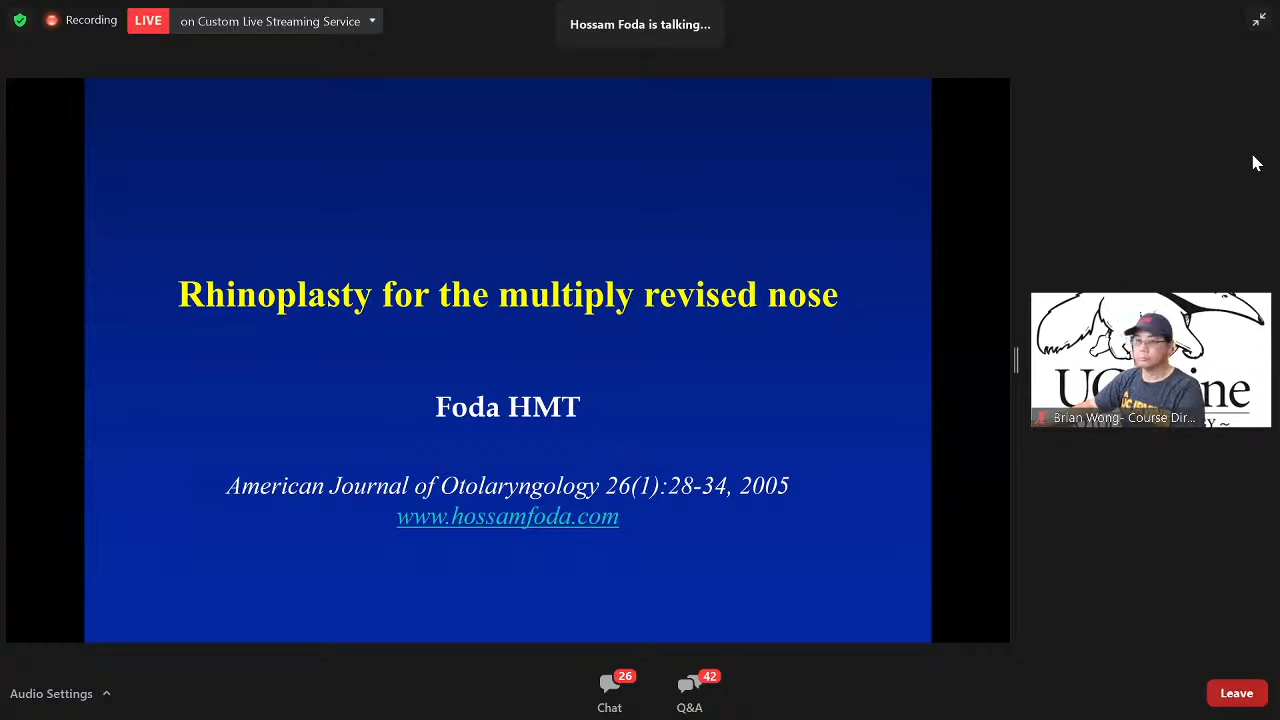 Recording
LIVE
on Custom Live Streaming Service
Hossam Foda is talking...
Rhinoplasty for the multiply revised nose
Foda HMT
American Journal of Otolaryngology 26(1):28-34, 2005
www.hossamfoda.com
Brian Wong- Course Dir...
Audio Settings
26
Chat
42
Q&A
Leave